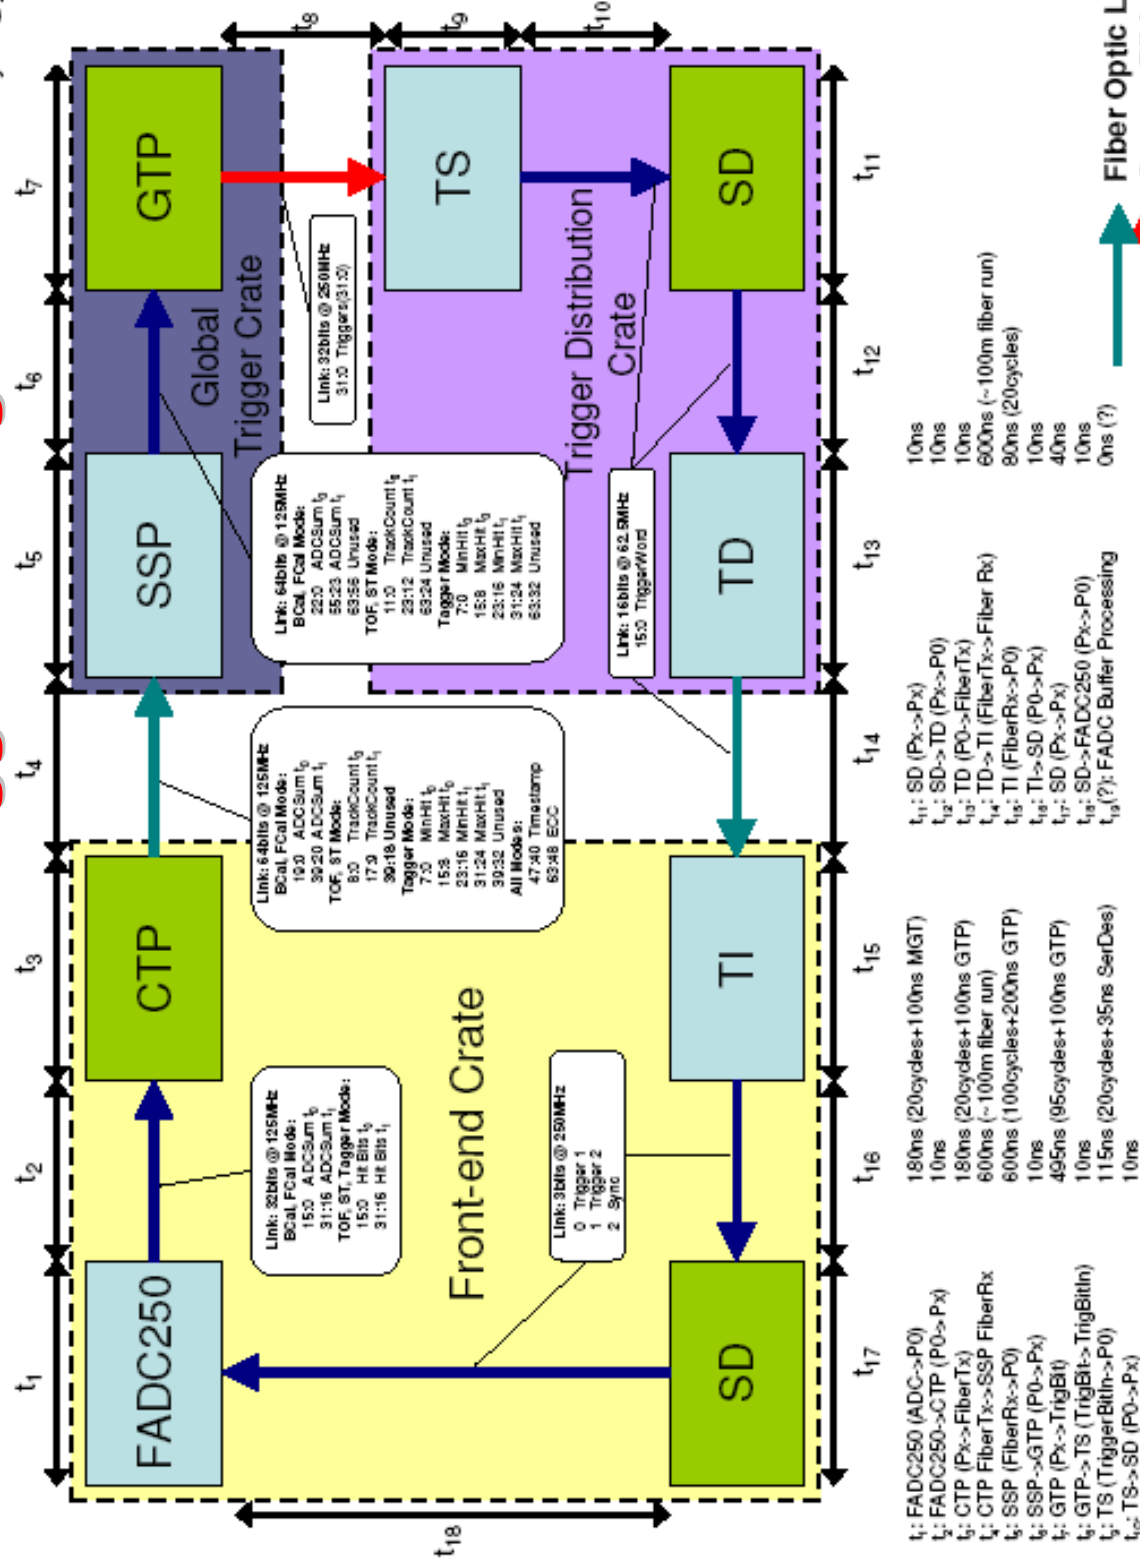 t1
t2
t3
t4
t5
t6
t7
FADC250
CTP
SSP
GTP
Global
Trigger Crate
t8
t9
t10
Link: 32bits @ 125MHz
BCal, FCal Mode:
15:0 ADCSum t0
31:16 ADCSum t1
TOF, ST, Tagger Mode:
15:0 Hit Bits t0
31:16 Hit Bits t1
Link: 64bits @ 125MHz
BCal, FCal Mode:
19:0 ADCSum t0
39:20 ADCSum t1
TOF, ST Mode:
8:0 TrackCount t0
17:9 TrackCount t1
39:18 Unused
Tagger Mode:
7:0 MinHit t0
15:8 MaxHit t0
23:16 MinHit t1
31:24 MaxHit t1
39:32 Unused
All Modes:
47:40 Timestamp
63:48 ECC
Link: 64bits @ 125MHz
BCal, FCal Mode:
22:0 ADCSum t0
55:23 ADCSum t1
63:56 Unused
TOF, ST Mode:
11:0 TrackCount t0
23:12 TrackCount t1
63:24 Unused
Tagger Mode:
7:0 MinHit t0
15:8 MaxHit t0
23:16 MinHit t1
31:24 MaxHit t1
63:32 Unused
Link: 32bits @ 250MHz
31:0 Triggers(31:0)
TS
Front-end Crate
Trigger Distribution
Crate
Link: 3bits @ 250MHz
0 Trigger 1
1 Trigger 2
2 Sync
Link: 16bits @ 62.5MHz
15:0 TriggerWord
t18
SD
TI
TD
SD
t17
t16
t15
t14
t13
t12
t11
t1: FADC250 (ADC->P0) 180ns (20cycles+100ns MGT)
t2: FADC250->CTP (P0->Px) 10ns
t3: CTP (Px->FiberTx) 180ns (20cycles+100ns GTP)
t4: CTP FiberTx->SSP FiberRx 600ns (~100m fiber run)
t5: SSP (FiberRx->P0) 600ns (100cycles+200ns GTP)
t6: SSP->GTP (P0->Px) 10ns
t7: GTP (Px->TrigBit) 495ns (95cycles+100ns GTP)
t8: GTP->TS (TrigBit->TrigBitIn) 10ns
t9: TS (TriggerBitIn->P0) 115ns (20cycles+35ns SerDes)
t10: TS->SD (P0->Px) 10ns
t11: SD (Px->Px) 10ns
t12: SD->TD (Px->P0) 10ns
t13: TD (P0->FiberTx) 10ns
t14: TD->TI (FiberTx->Fiber Rx) 600ns (~100m fiber run)
t15: TI (FiberRx->P0) 80ns (20cycles)
t16: TI->SD (P0->Px) 10ns
t17: SD (Px->Px) 40ns
t18: SD->FADC250 (Px->P0) 10ns
t19(?): FADC Buffer Processing 0ns (?)
Fiber Optic L